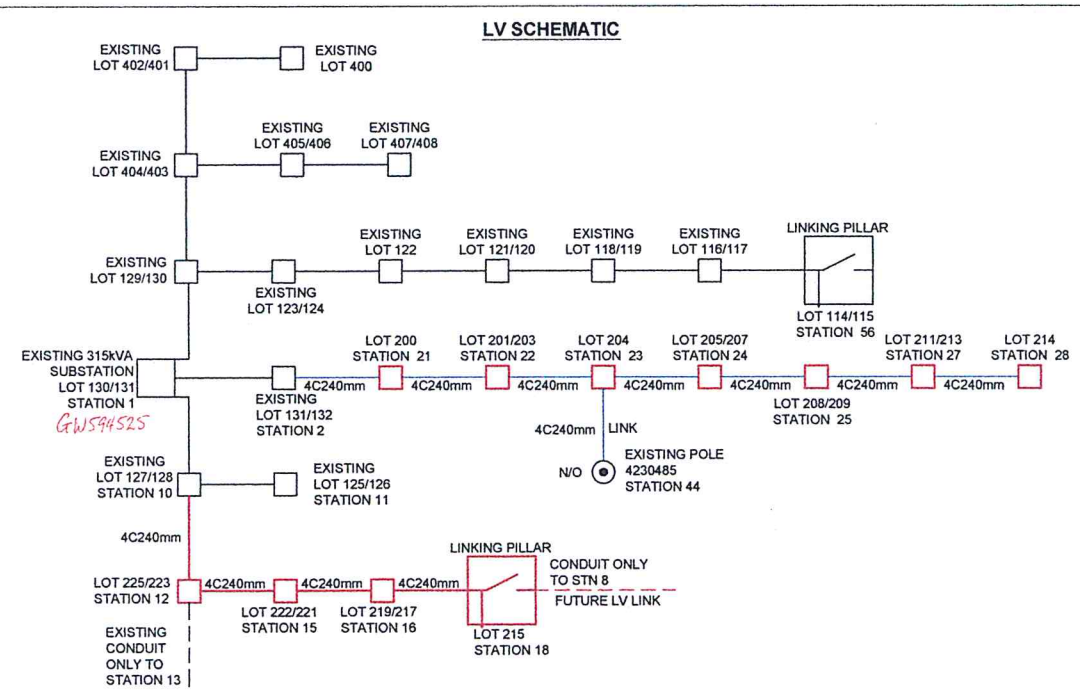 LV SCHEMATIC
EXISTING
LOT 402/401
EXISTING
LOT 400
EXISTING
LOT 404/403
EXISTING
LOT 405/406
EXISTING
LOT 407/408
EXISTING
LOT 129/130
EXISTING
LOT 123/124
EXISTING
LOT 122
EXISTING
LOT 121/120
EXISTING
LOT 118/119
EXISTING
LOT 116/117
LINKING PILLAR
LOT 114/115
STATION 56
EXISTING 315kVA
SUBSTATION
LOT 130/131
STATION 1
GW594525
EXISTING
LOT 131/132
STATION 2
4C240mm
LOT 200
STATION 21
4C240mm
LOT 201/203
STATION 22
4C240mm
LOT 204
STATION 23
4C240mm
LOT 205/207
STATION 24
4C240mm
LOT 208/209
STATION 25
4C240mm
LOT 211/213
STATION 27
4C240mm
LOT 214
STATION 28
4C240mm
LINK
N/O
EXISTING POLE
4230485
STATION 44
EXISTING
LOT 127/128
STATION 10
EXISTING
LOT 125/126
STATION 11
4C240mm
LOT 225/223
STATION 12
4C240mm
LOT 222/221
STATION 15
4C240mm
LOT 219/217
STATION 16
4C240mm
LINKING PILLAR
LOT 215
STATION 18
CONDUIT ONLY
TO STN 8
FUTURE LV LINK
EXISTING
CONDUIT
ONLY TO
STATION 13